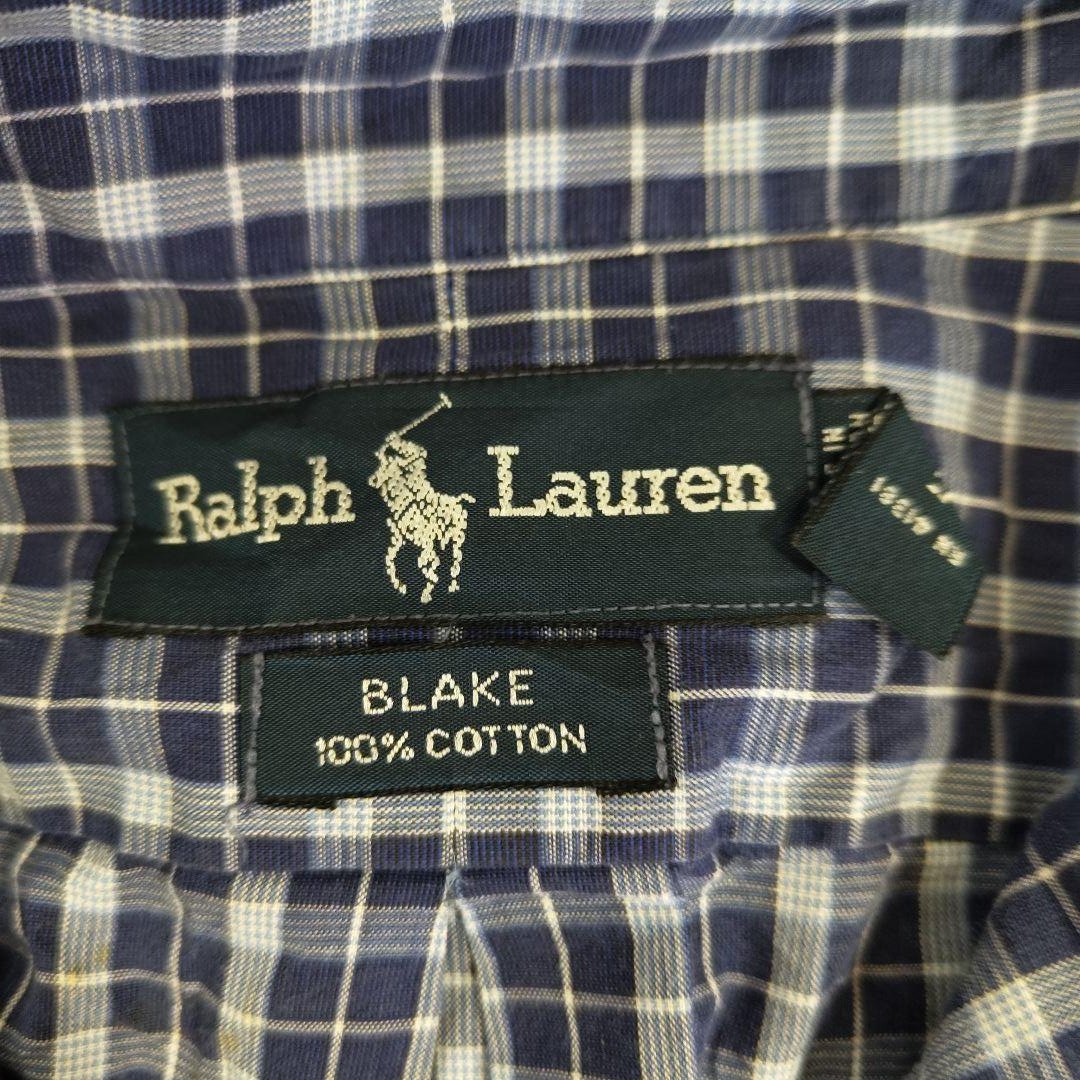 Ralph Lauren
BLAKE
100% COTTON